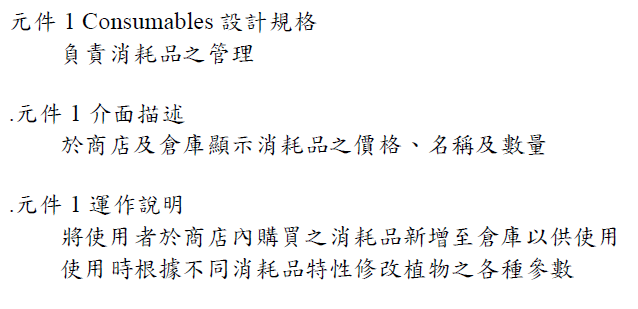 元件 1 Consumables 設計規格
負責消耗品之管理
.元件 1 介面描述
於商店及倉庫顯示消耗品之價格、名稱及數量
.元件 1 運作說明
將使用者於商店內購買之消耗品新增至倉庫以供使用
使用時根據不同消耗品特性修改植物之各種參數